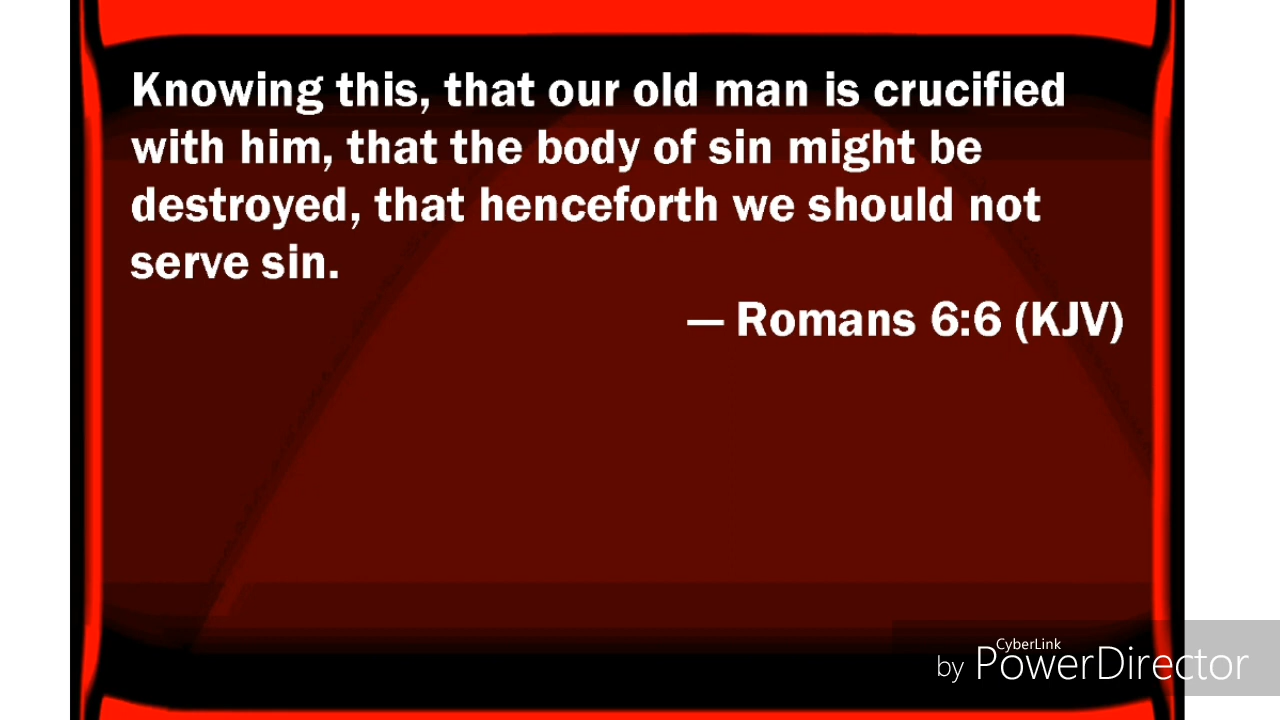 Knowing this, that our old man is crucified
with him, that the body of sin might be
destroyed, that henceforth we should not
serve sin.
— Romans 6:6 (KJV)
CyberLink
by PowerDirector